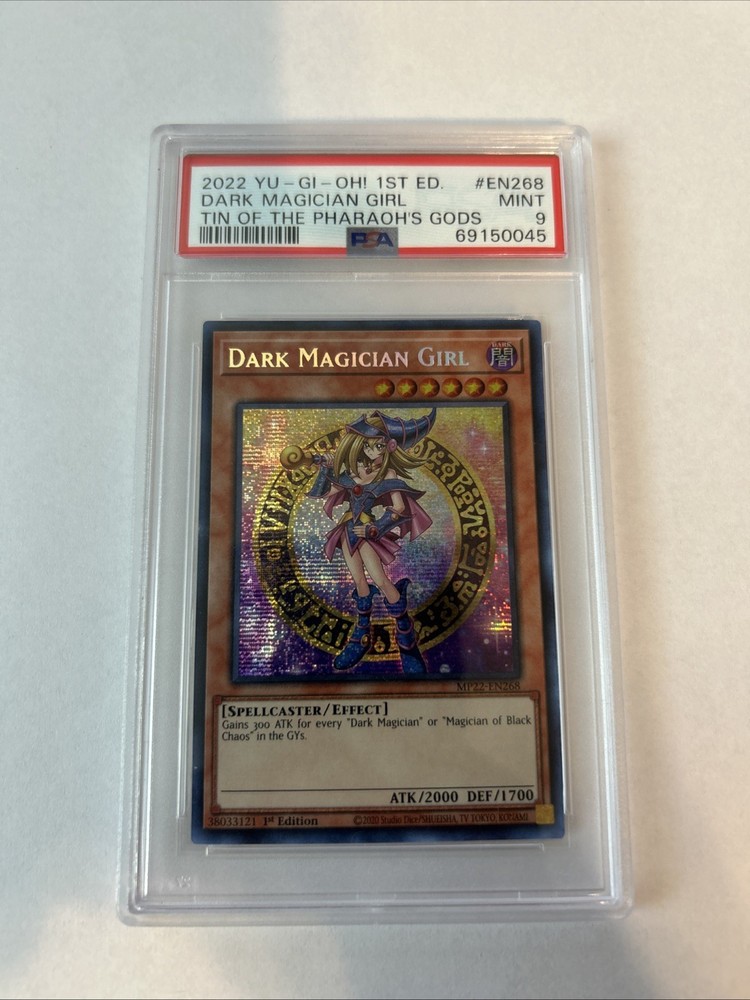 2022 YU-GI-OH! 1ST ED. #EN268
DARK MAGICIAN GIRL MINT
TIN OF THE PHARAOH'S GODS 9
PSA 69150045
DARK MAGICIAN GIRL
DARK
闇
MP22-EN268
[SPELLCASTER/EFFECT]
Gains 300 ATK for every "Dark Magician" or "Magician of Black
Chaos" in the GYs.
ATK/2000 DEF/1700
38033121 1st Edition ©2020 Studio Dice/SHUEISHA, TV TOKYO, KONAMI